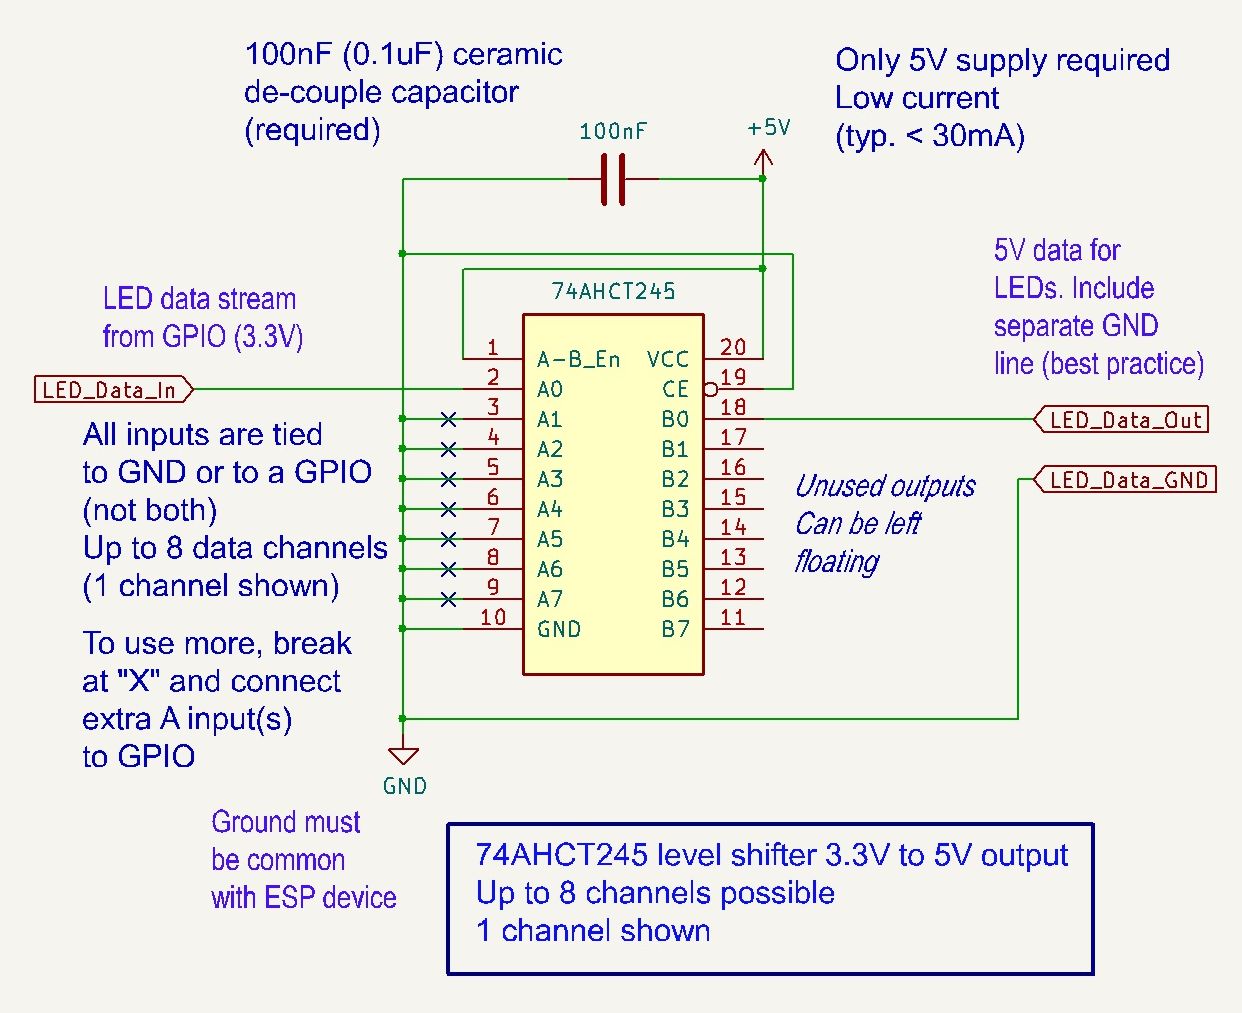 100nF (0.1uF) ceramic
de-couple capacitor
(required)
100nF
+5V
Only 5V supply required
Low current
(typ. < 30mA)
LED data stream
from GPIO (3.3V)
5V data for
LEDs. Include
separate GND
line (best practice)
74AHCT245
1 A-B_En VCC 20
LED_Data_In 2 A0 CE 19
3 A1 B0 18 LED_Data_Out
4 A2 B1 17
5 A3 B2 16 LED_Data_GND
6 A4 B3 15
7 A5 B4 14
8 A6 B5 13
9 A7 B6 12
10 GND B7 11
All inputs are tied
to GND or to a GPIO
(not both)
Up to 8 data channels
(1 channel shown)
To use more, break
at "X" and connect
extra A input(s)
to GPIO
Unused outputs
Can be left
floating
GND
Ground must
be common
with ESP device
74AHCT245 level shifter 3.3V to 5V output
Up to 8 channels possible
1 channel shown